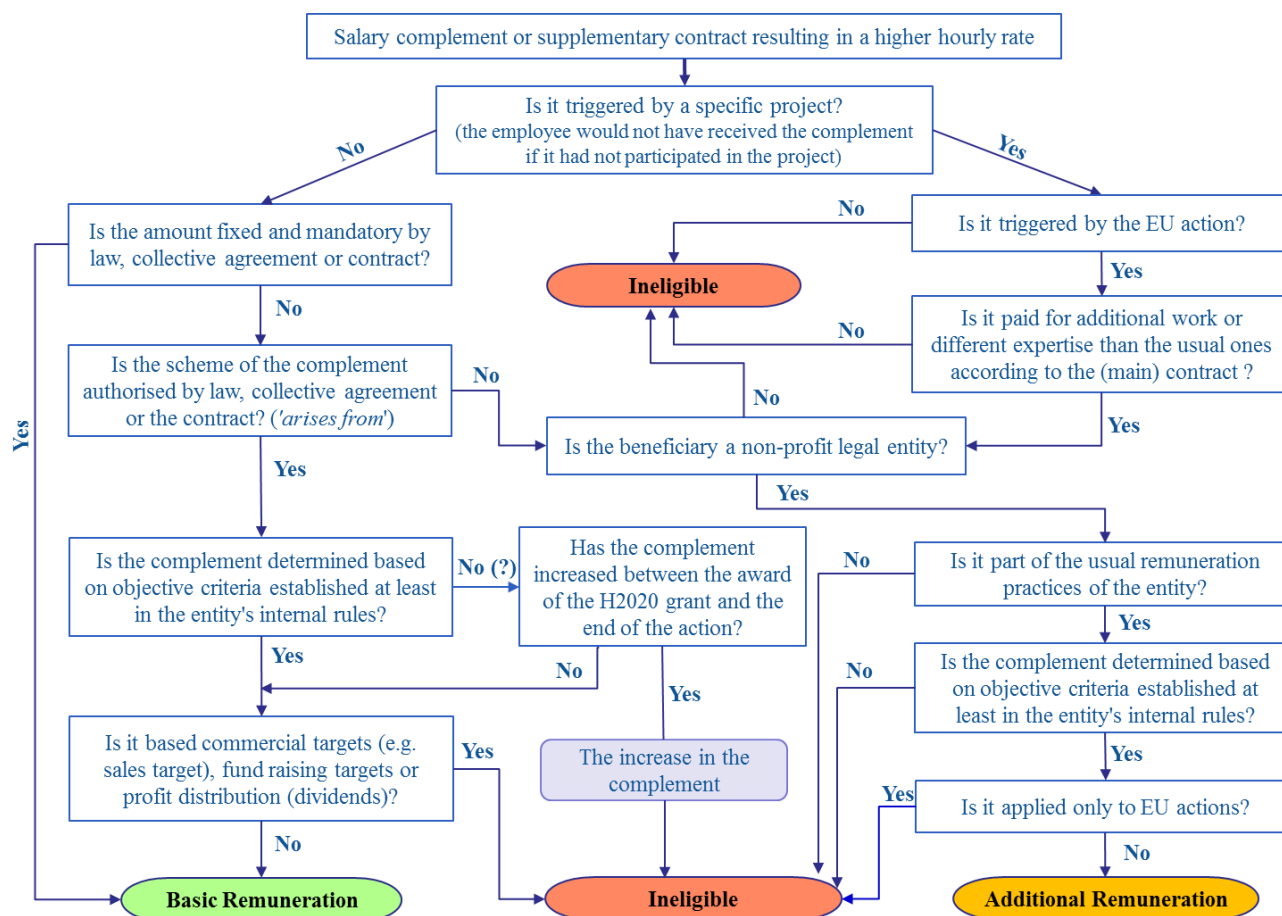 Salary complement or supplementary contract resulting in a higher hourly rate
Is it triggered by a specific project?
(the employee would not have received the complement
if it had not participated in the project)
No
Yes
Is the amount fixed and mandatory by
law, collective agreement or contract?
No
Is it triggered by the EU action?
Ineligible
Yes
No
Is the scheme of the complement
authorised by law, collective agreement
or the contract? ('arises from')
No
No
Is it paid for additional work or
different expertise than the usual ones
according to the (main) contract ?
No
Yes
Is the beneficiary a non-profit legal entity?
Yes
Yes
Yes
Is the complement determined based
on objective criteria established at least
in the entity's internal rules?
No (?)
Has the complement
increased between the award
of the H2020 grant and the
end of the action?
No
Is it part of the usual remuneration
practices of the entity?
Yes
Yes
No
Yes
No
Is the complement determined based
on objective criteria established at
least in the entity's internal rules?
Is it based commercial targets (e.g.
sales target), fund raising targets or
profit distribution (dividends)?
Yes
The increase in the
complement
Yes
Yes
Is it applied only to EU actions?
No
No
Basic Remuneration
Ineligible
Additional Remuneration